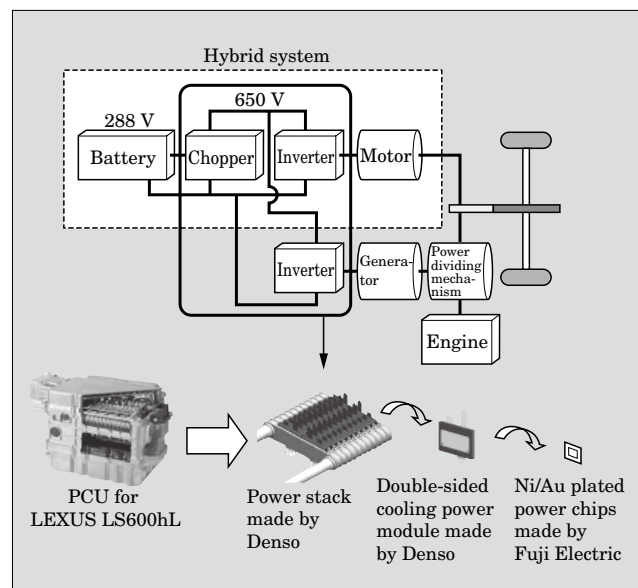 Hybrid system
650 V
288 V
Battery
Chopper
Inverter
Motor
Inverter
Genera-
tor
Power
dividing
mecha-
nism
Engine
PCU for
LEXUS LS600hL
Power stack
made by
Denso
Double-sided
cooling power
module made
by Denso
Ni/Au plated
power chips
made by
Fuji Electric